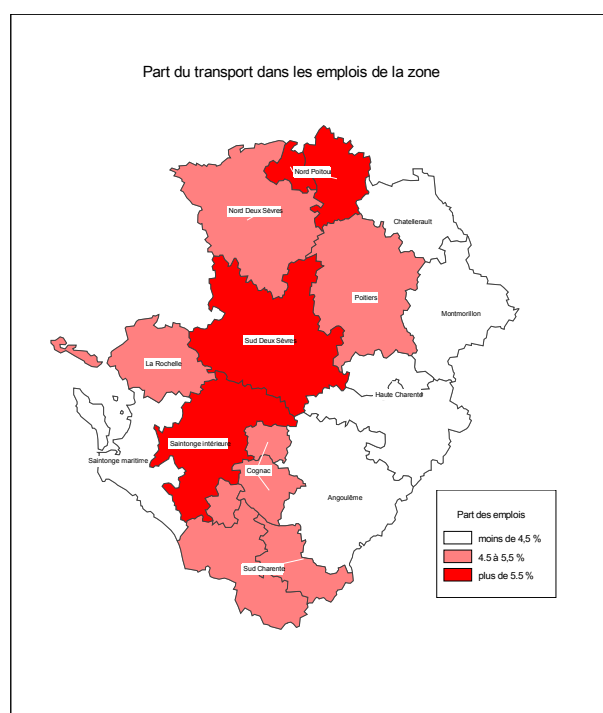 Part du transport dans les emplois de la zone
Nord Poitou
Nord Deux Sèvres
Chatellerault
Poitiers
Montmorillon
Sud Deux Sèvres
La Rochelle
Haute Charente
Saintonge intérieure
Saintonge maritime
Cognac
Angoulême
Sud Charente
Part des emplois
moins de 4,5 %
4.5 à 5,5 %
plus de 5.5 %